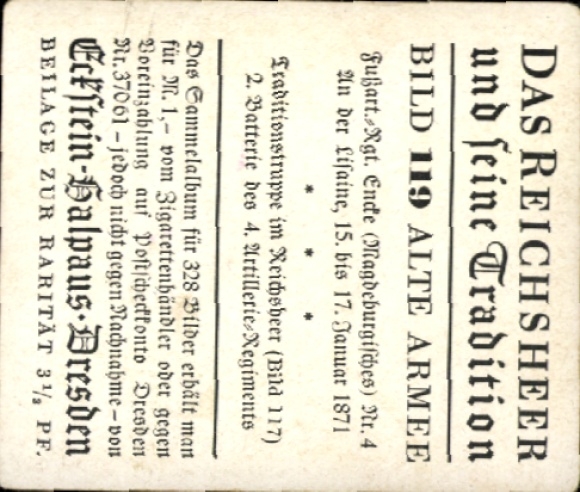 DAS REICHSHEER
und seine Tradition
BILD 119 ALTE ARMEE
Fußart.-Rgt. Encke (Magdeburgisches) Nr. 4
An der Lisaine, 15. bis 17. Januar 1871
* * *
Traditionstruppe im Reichsheer (Bild 117)
2. Batterie des 4. Artillerie-Regiments
Das Sammelalbum für 328 Bilder erhält man
für M. 1,– vom Zigarettenhändler oder gegen
Voreinzahlung auf Postscheckkonto Dresden
Nr. 37061 – jedoch nicht gegen Nachnahme – von
Eckstein-Halpaus · Dresden
BEILAGE ZUR RARITÄT 3⅓ PF.